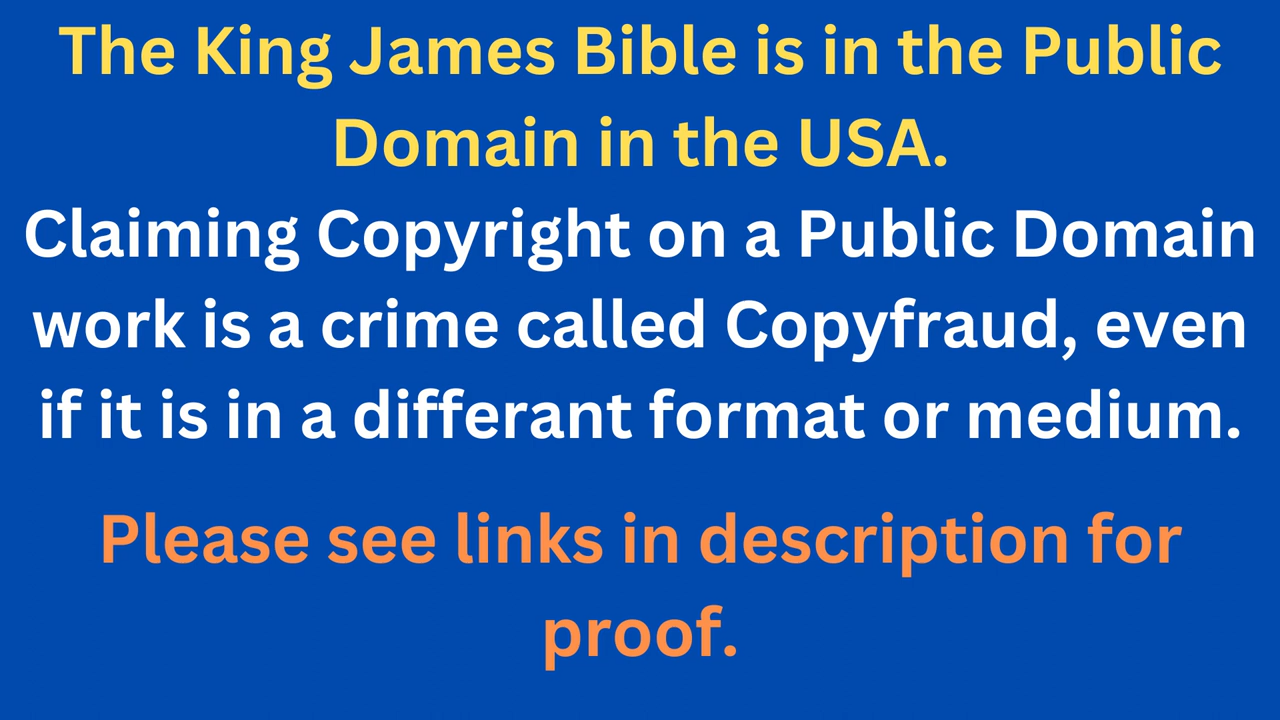 The King James Bible is in the Public
Domain in the USA.
Claiming Copyright on a Public Domain
work is a crime called Copyfraud, even
if it is in a differant format or medium.
Please see links in description for
proof.